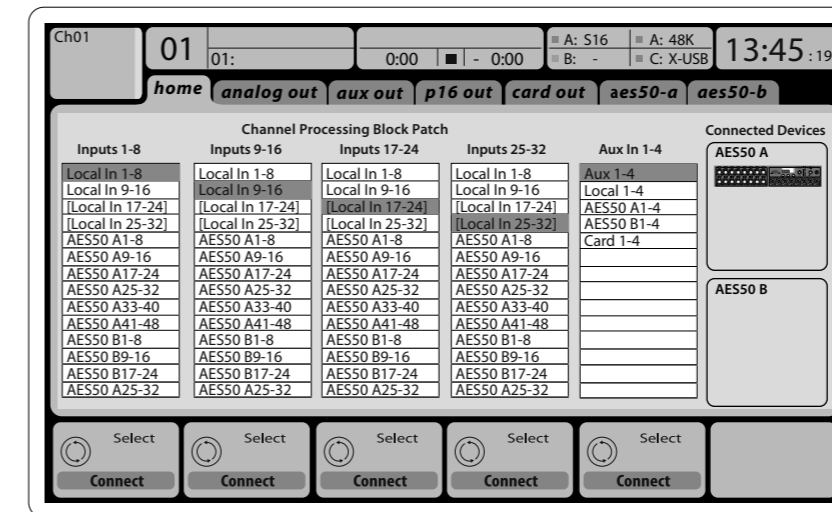 Ch01
01
01:
0:00
- 0:00
A: S16
B: -
A: 48K
C: X-USB
13:45 :19
home
analog out
aux out
p16 out
card out
aes50-a
aes50-b
Channel Processing Block Patch
Connected Devices
Inputs 1-8
Inputs 9-16
Inputs 17-24
Inputs 25-32
Aux In 1-4
AES50 A
Local In 1-8
Local In 1-8
Local In 1-8
Local In 1-8
Aux 1-4
Local In 9-16
Local In 9-16
Local In 9-16
Local In 9-16
Local 1-4
[Local In 17-24]
[Local In 17-24]
[Local In 17-24]
[Local In 17-24]
AES50 A1-4
[Local In 25-32]
[Local In 25-32]
[Local In 25-32]
[Local In 25-32]
AES50 B1-4
AES50 A1-8
AES50 A1-8
AES50 A1-8
AES50 A1-8
Card 1-4
AES50 A9-16
AES50 A9-16
AES50 A9-16
AES50 A9-16
AES50 A17-24
AES50 A17-24
AES50 A17-24
AES50 A17-24
AES50 A25-32
AES50 A25-32
AES50 A25-32
AES50 A25-32
AES50 B
AES50 A33-40
AES50 A33-40
AES50 A33-40
AES50 A33-40
AES50 A41-48
AES50 A41-48
AES50 A41-48
AES50 A41-48
AES50 B1-8
AES50 B1-8
AES50 B1-8
AES50 B1-8
AES50 B9-16
AES50 B9-16
AES50 B9-16
AES50 B9-16
AES50 B17-24
AES50 B17-24
AES50 B17-24
AES50 B17-24
AES50 A25-32
AES50 A25-32
AES50 A25-32
AES50 A25-32
Select
Select
Select
Select
Select
Connect
Connect
Connect
Connect
Connect